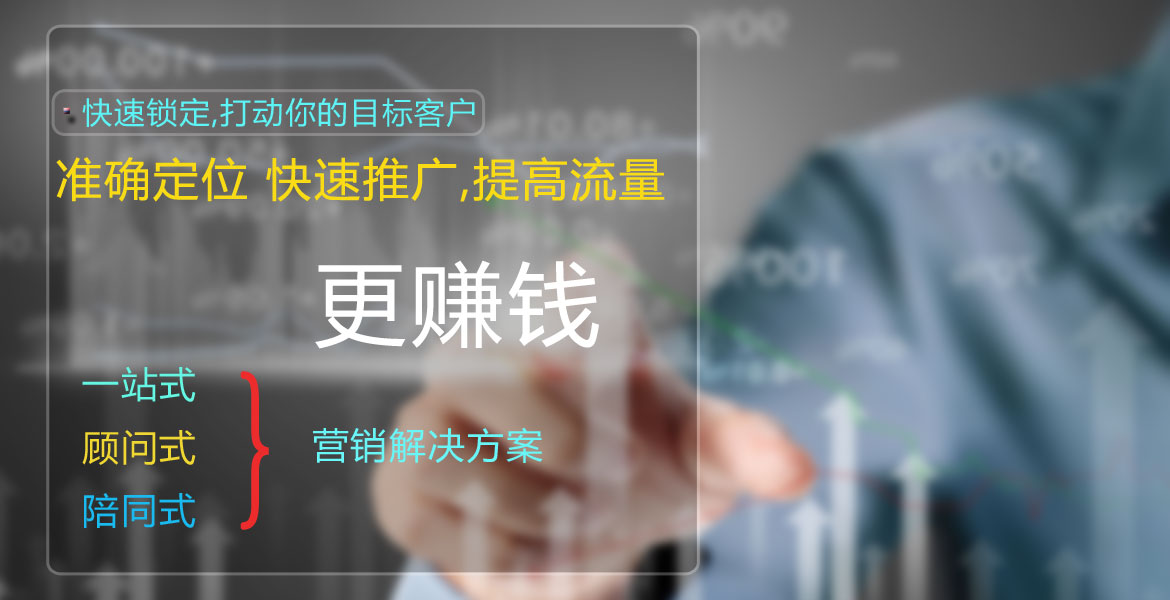 快速锁定,打动你的目标客户
准确定位 快速推广,提高流量
更赚钱
一站式
顾问式
陪同式
营销解决方案